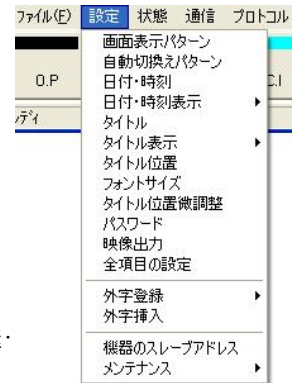 ァイル(F) 設定 状態 通信 プロトコル
O.P
C.I
ディ
画面表示パターン
自動切換えパターン
日付・時刻
日付・時刻表示
タイトル
タイトル表示
タイトル位置
フォントサイズ
タイトル位置微調整
パスワード
映像出力
全項目の設定
外字登録
外字挿入
機器のスレーブアドレス
メンテナンス